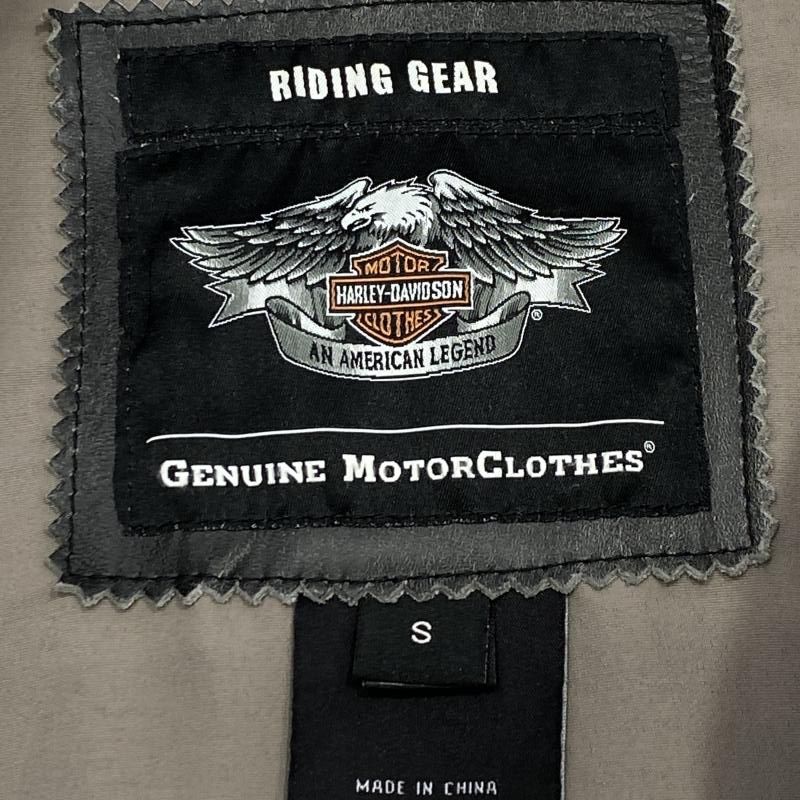 RIDING GEAR
MOTOR
HARLEY-DAVIDSON
CLOTHES
®
AN AMERICAN LEGEND
GENUINE MOTORCLOTHES®
S
MADE IN CHINA